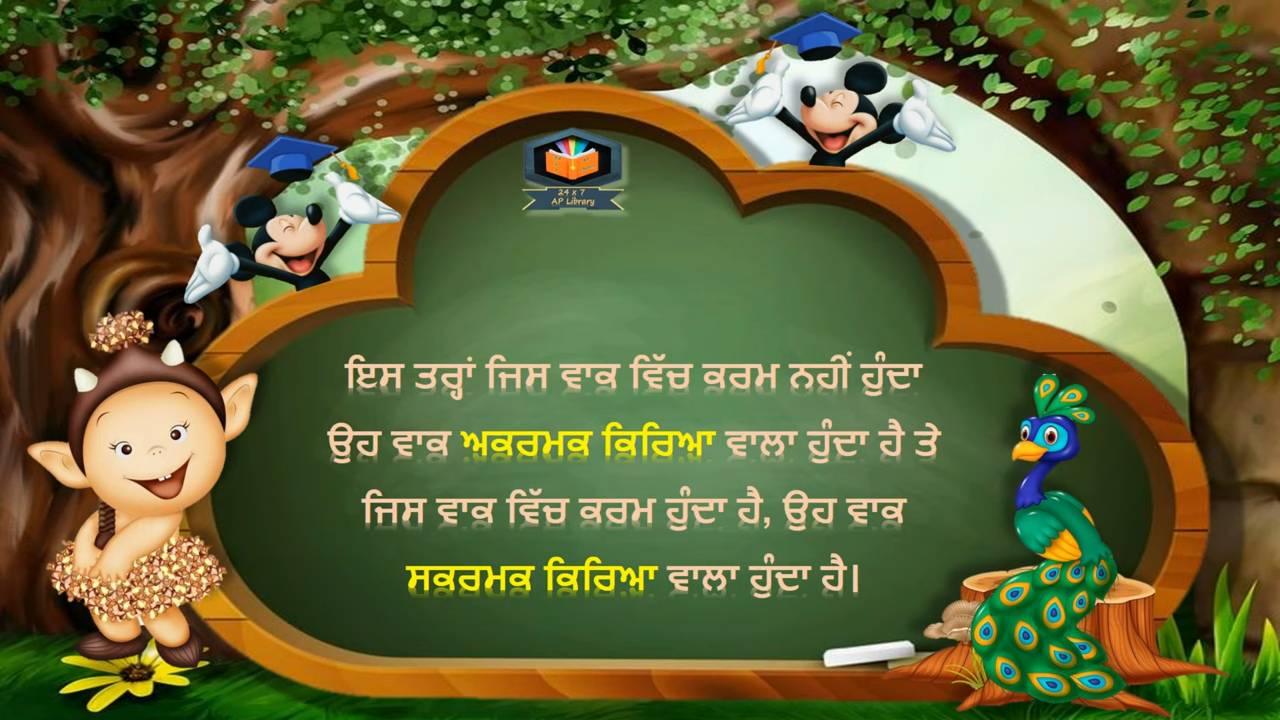 24 x 7
AP Library
ਇਸ ਤਰ੍ਹਾਂ ਜਿਸ ਵਾਕ ਵਿੱਚ ਕਰਮ ਨਹੀਂ ਹੁੰਦਾ
ਉਹ ਵਾਕ ਅਕਰਮਕ ਕਿਰਿਆ ਵਾਲਾ ਹੁੰਦਾ ਹੈ ਤੇ
ਜਿਸ ਵਾਕ ਵਿੱਚ ਕਰਮ ਹੁੰਦਾ ਹੈ, ਉਹ ਵਾਕ
ਸਕਰਮਕ ਕਿਰਿਆ ਵਾਲਾ ਹੁੰਦਾ ਹੈ।